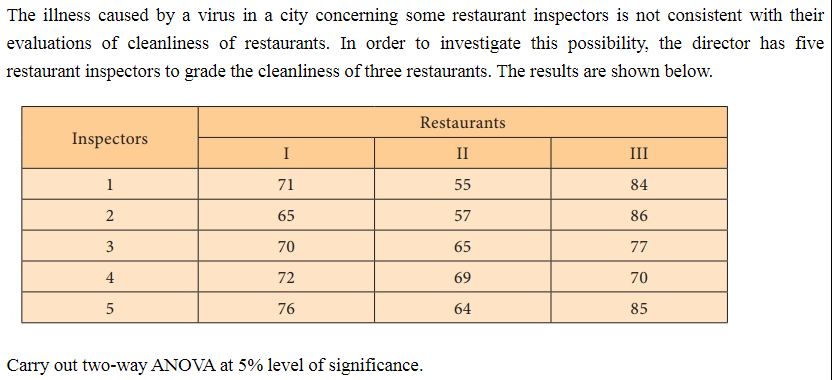 The illness caused by a virus in a city concerning some restaurant inspectors is not consistent with their
evaluations of cleanliness of restaurants. In order to investigate this possibility, the director has five
restaurant inspectors to grade the cleanliness of three restaurants. The results are shown below.
Inspectors Restaurants
I II III
1 71 55 84
2 65 57 86
3 70 65 77
4 72 69 70
5 76 64 85
Carry out two-way ANOVA at 5% level of significance.